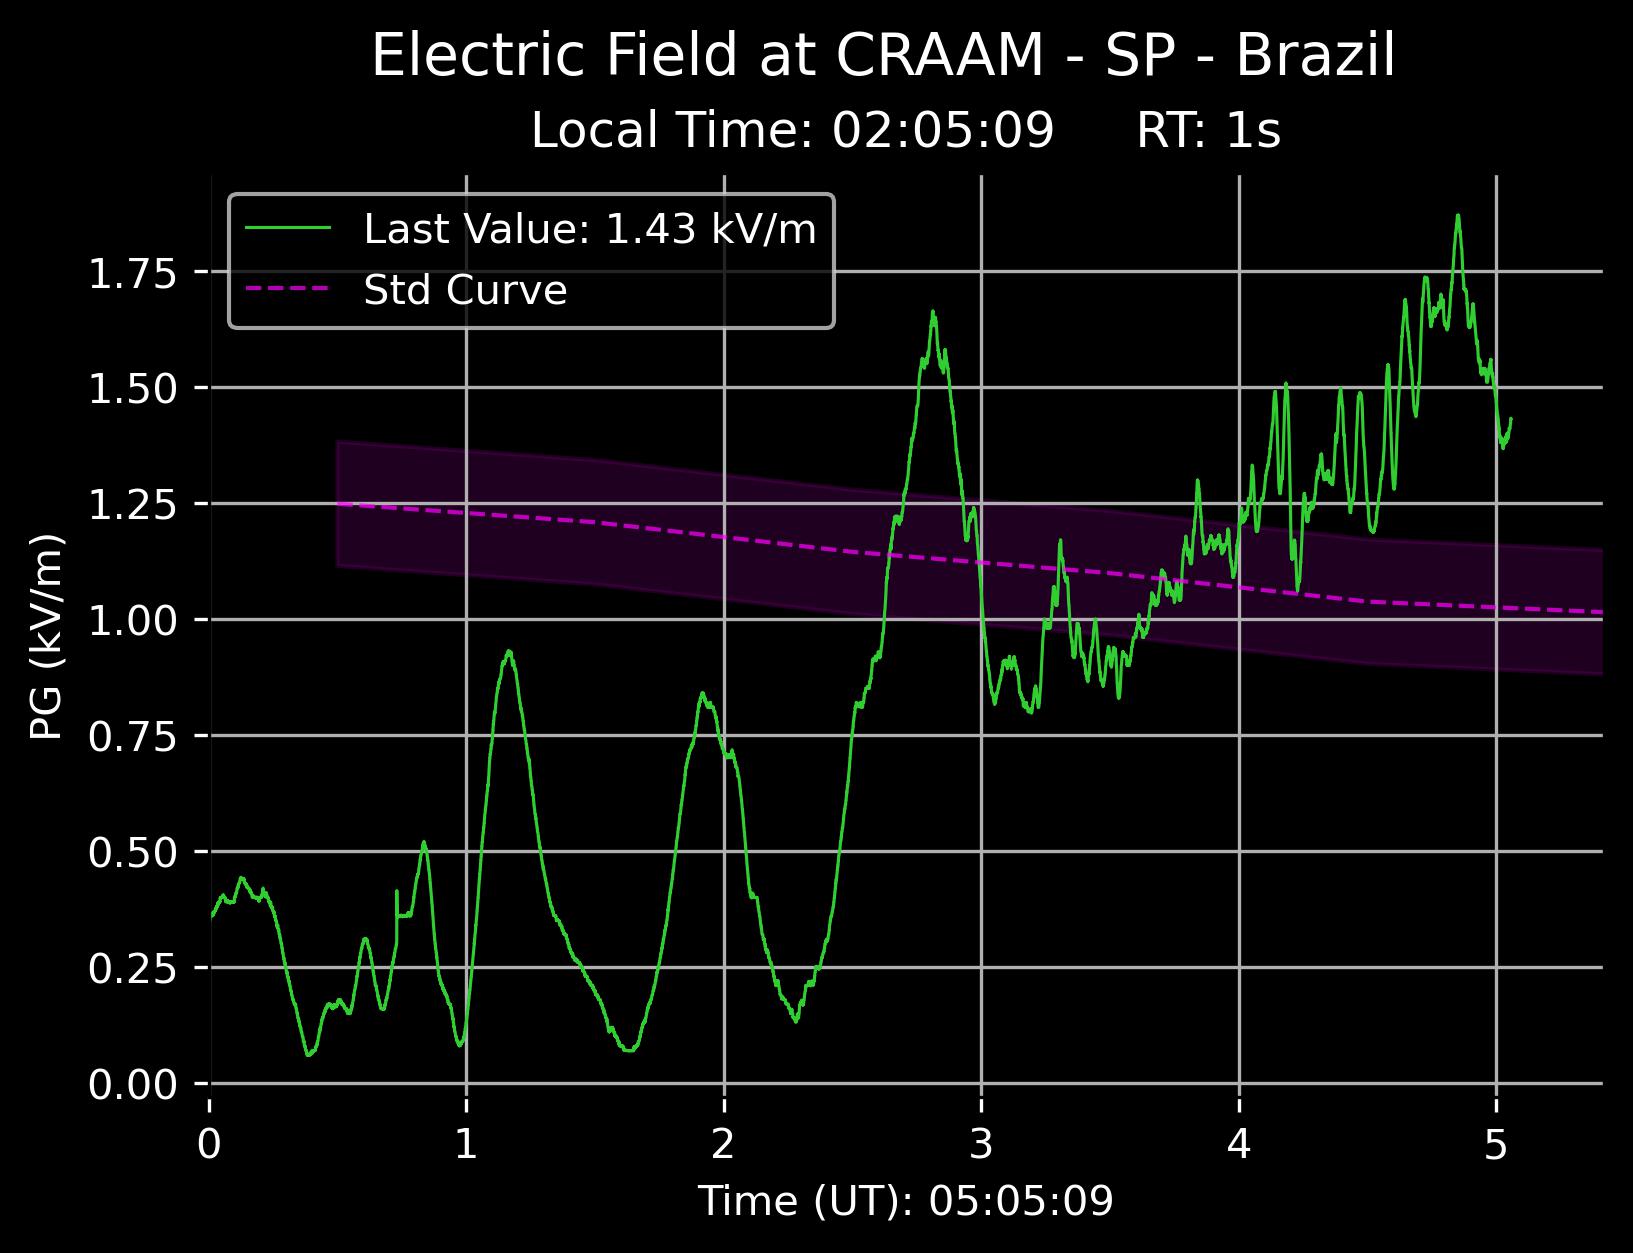 Electric Field at CRAAM - SP - Brazil
Local Time: 02:05:09 RT: 1s
Last Value: 1.43 kV/m
Std Curve
PG (kV/m)
1.75
1.50
1.25
1.00
0.75
0.50
0.25
0.00
0 1 2 3 4 5
Time (UT): 05:05:09